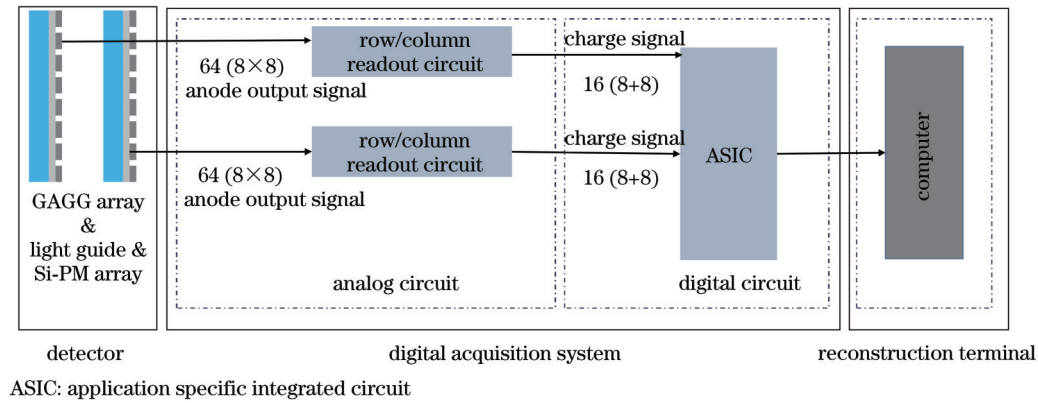 row/column
readout circuit
64 (8×8)
anode output signal
charge signal
16 (8+8)
row/column
readout circuit
64 (8×8)
anode output signal
charge signal
16 (8+8)
ASIC
computer
GAGG array
&
light guide &
Si-PM array
analog circuit
digital circuit
detector
digital acquisition system
reconstruction terminal
ASIC: application specific integrated circuit